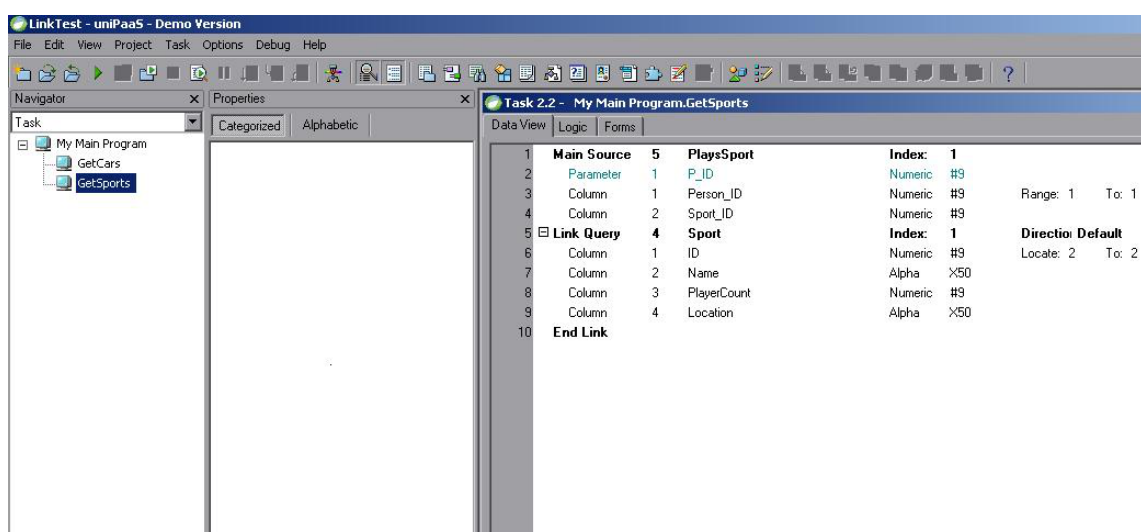 LinkTest - uniPaaS - Demo Version
File Edit View Project Task Options Debug Help
Navigator x Properties x
Task
My Main Program
GetCars
GetSports
Categorized Alphabetic
Task 2.2 - My Main Program.GetSports
Data View Logic Forms
1 Main Source 5 PlaysSport Index: 1
2 Parameter 1 P_ID Numeric #9
3 Column 1 Person_ID Numeric #9 Range: 1 To: 1
4 Column 2 Sport_ID Numeric #9
5 Link Query 4 Sport Index: 1 Direction Default
6 Column 1 ID Numeric #9 Locate: 2 To: 2
7 Column 2 Name Alpha X50
8 Column 3 PlayerCount Numeric #9
9 Column 4 Location Alpha X50
10 End Link